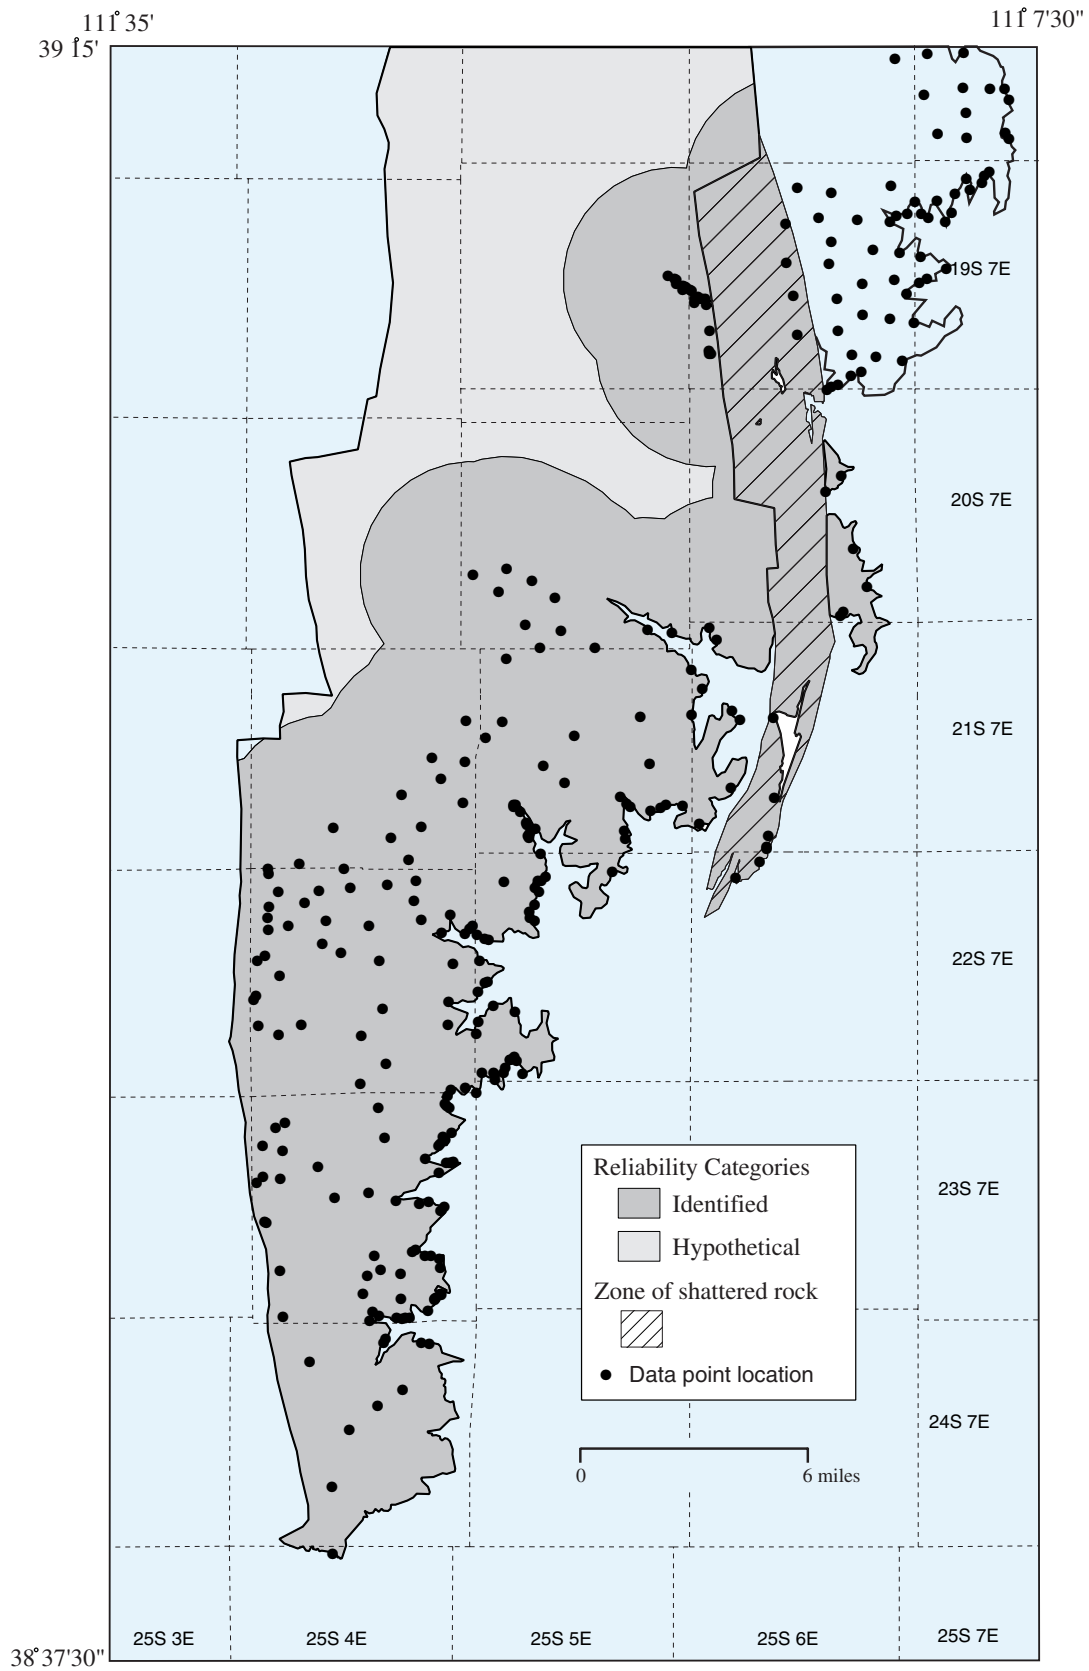 111° 35'
111° 7'30"
39 15'
19S 7E
20S 7E
21S 7E
22S 7E
Reliability Categories
Identified
Hypothetical
Zone of shattered rock
Data point location
23S 7E
24S 7E
0
6 miles
25S 3E
25S 4E
25S 5E
25S 6E
25S 7E
38°37'30"